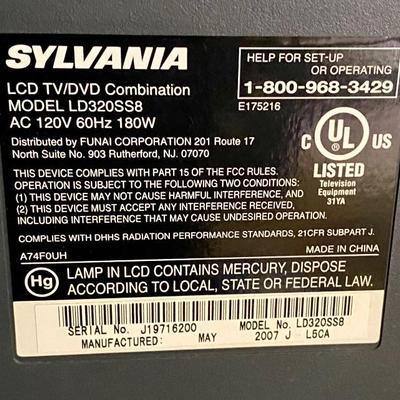 SYLVANIA
HELP FOR SET-UP
OR OPERATING
LCD TV/DVD Combination
1-800-968-3429
MODEL LD320SS8
E175216
AC 120V 60Hz 180W
Distributed by FUNAI CORPORATION 201 Route 17
North Suite No. 903 Rutherford, NJ. 07070
C UL US
®
LISTED
Television
Equipment
31YA
THIS DEVICE COMPLIES WITH PART 15 OF THE FCC RULES.
OPERATION IS SUBJECT TO THE FOLLOWING TWO CONDITIONS:
(1) THIS DEVICE MAY NOT CAUSE HARMFUL INTERFERENCE, AND
(2) THIS DEVICE MUST ACCEPT ANY INTERFERENCE RECEIVED,
INCLUDING INTERFERENCE THAT MAY CAUSE UNDESIRED OPERATION.
COMPLIES WITH DHHS RADIATION PERFORMANCE STANDARDS, 21CFR SUBPART J.
A74F0UH
MADE IN CHINA
Hg
LAMP IN LCD CONTAINS MERCURY, DISPOSE
ACCORDING TO LOCAL, STATE OR FEDERAL LAW.
SERIAL No. J19716200 MODEL No. LD320SS8
MANUFACTURED: MAY 2007 J - L5CA